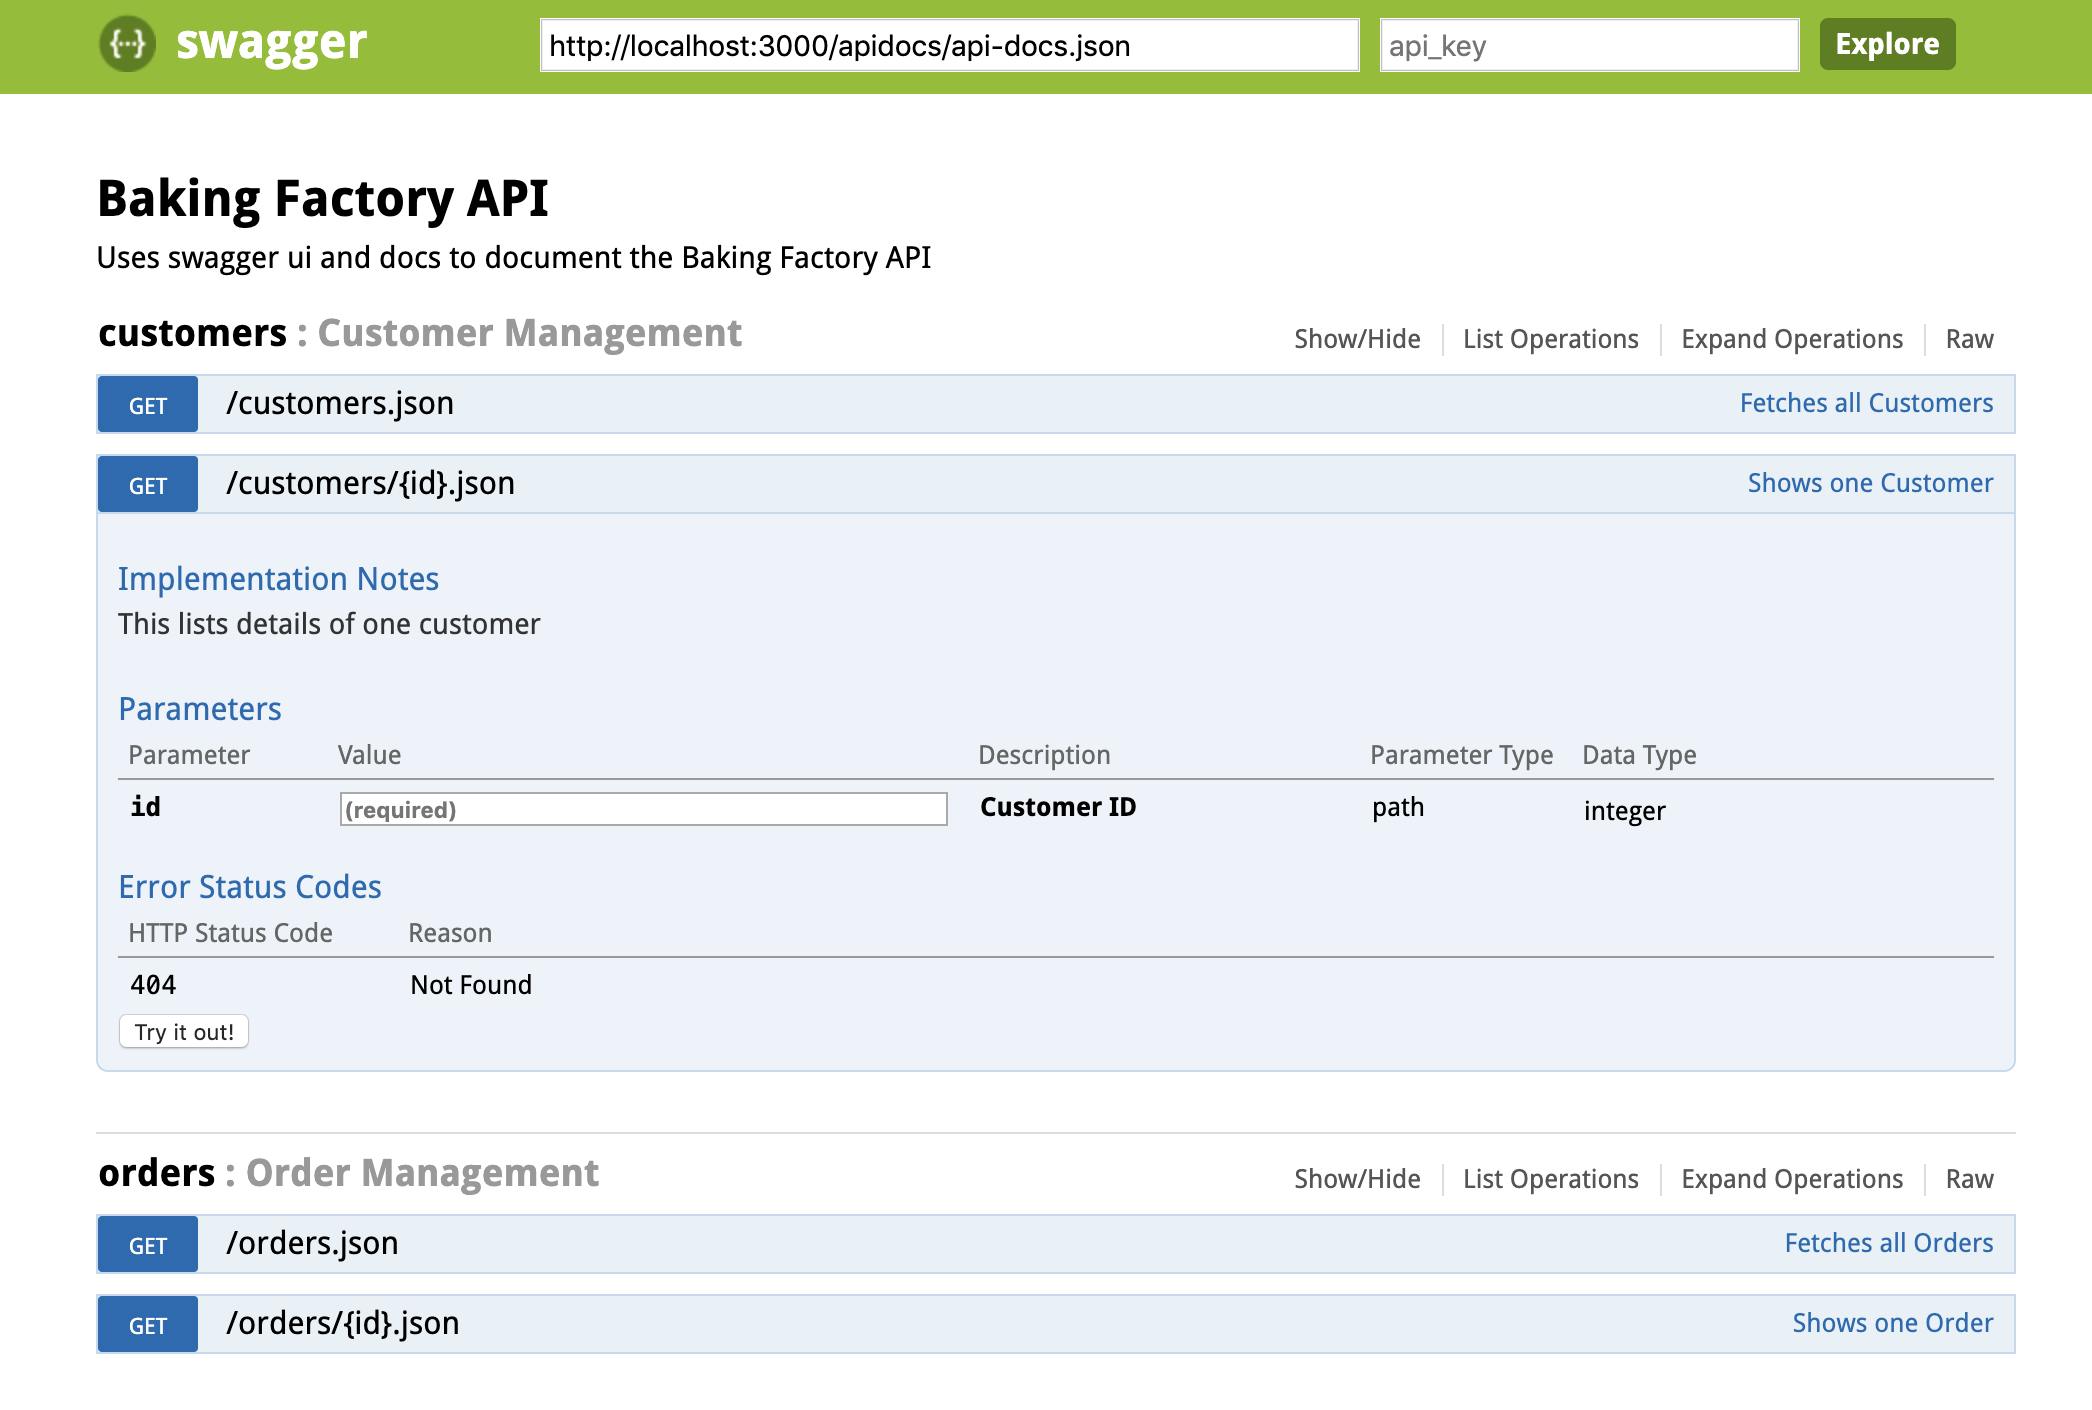 {···} swagger http://localhost:3000/apidocs/api-docs.json api_key Explore
Baking Factory API
Uses swagger ui and docs to document the Baking Factory API
customers : Customer Management Show/Hide List Operations Expand Operations Raw
GET /customers.json Fetches all Customers
GET /customers/{id}.json Shows one Customer
Implementation Notes
This lists details of one customer
Parameters
Parameter Value Description Parameter Type Data Type
id (required) Customer ID path integer
Error Status Codes
HTTP Status Code Reason
404 Not Found
Try it out!
orders : Order Management Show/Hide List Operations Expand Operations Raw
GET /orders.json Fetches all Orders
GET /orders/{id}.json Shows one Order